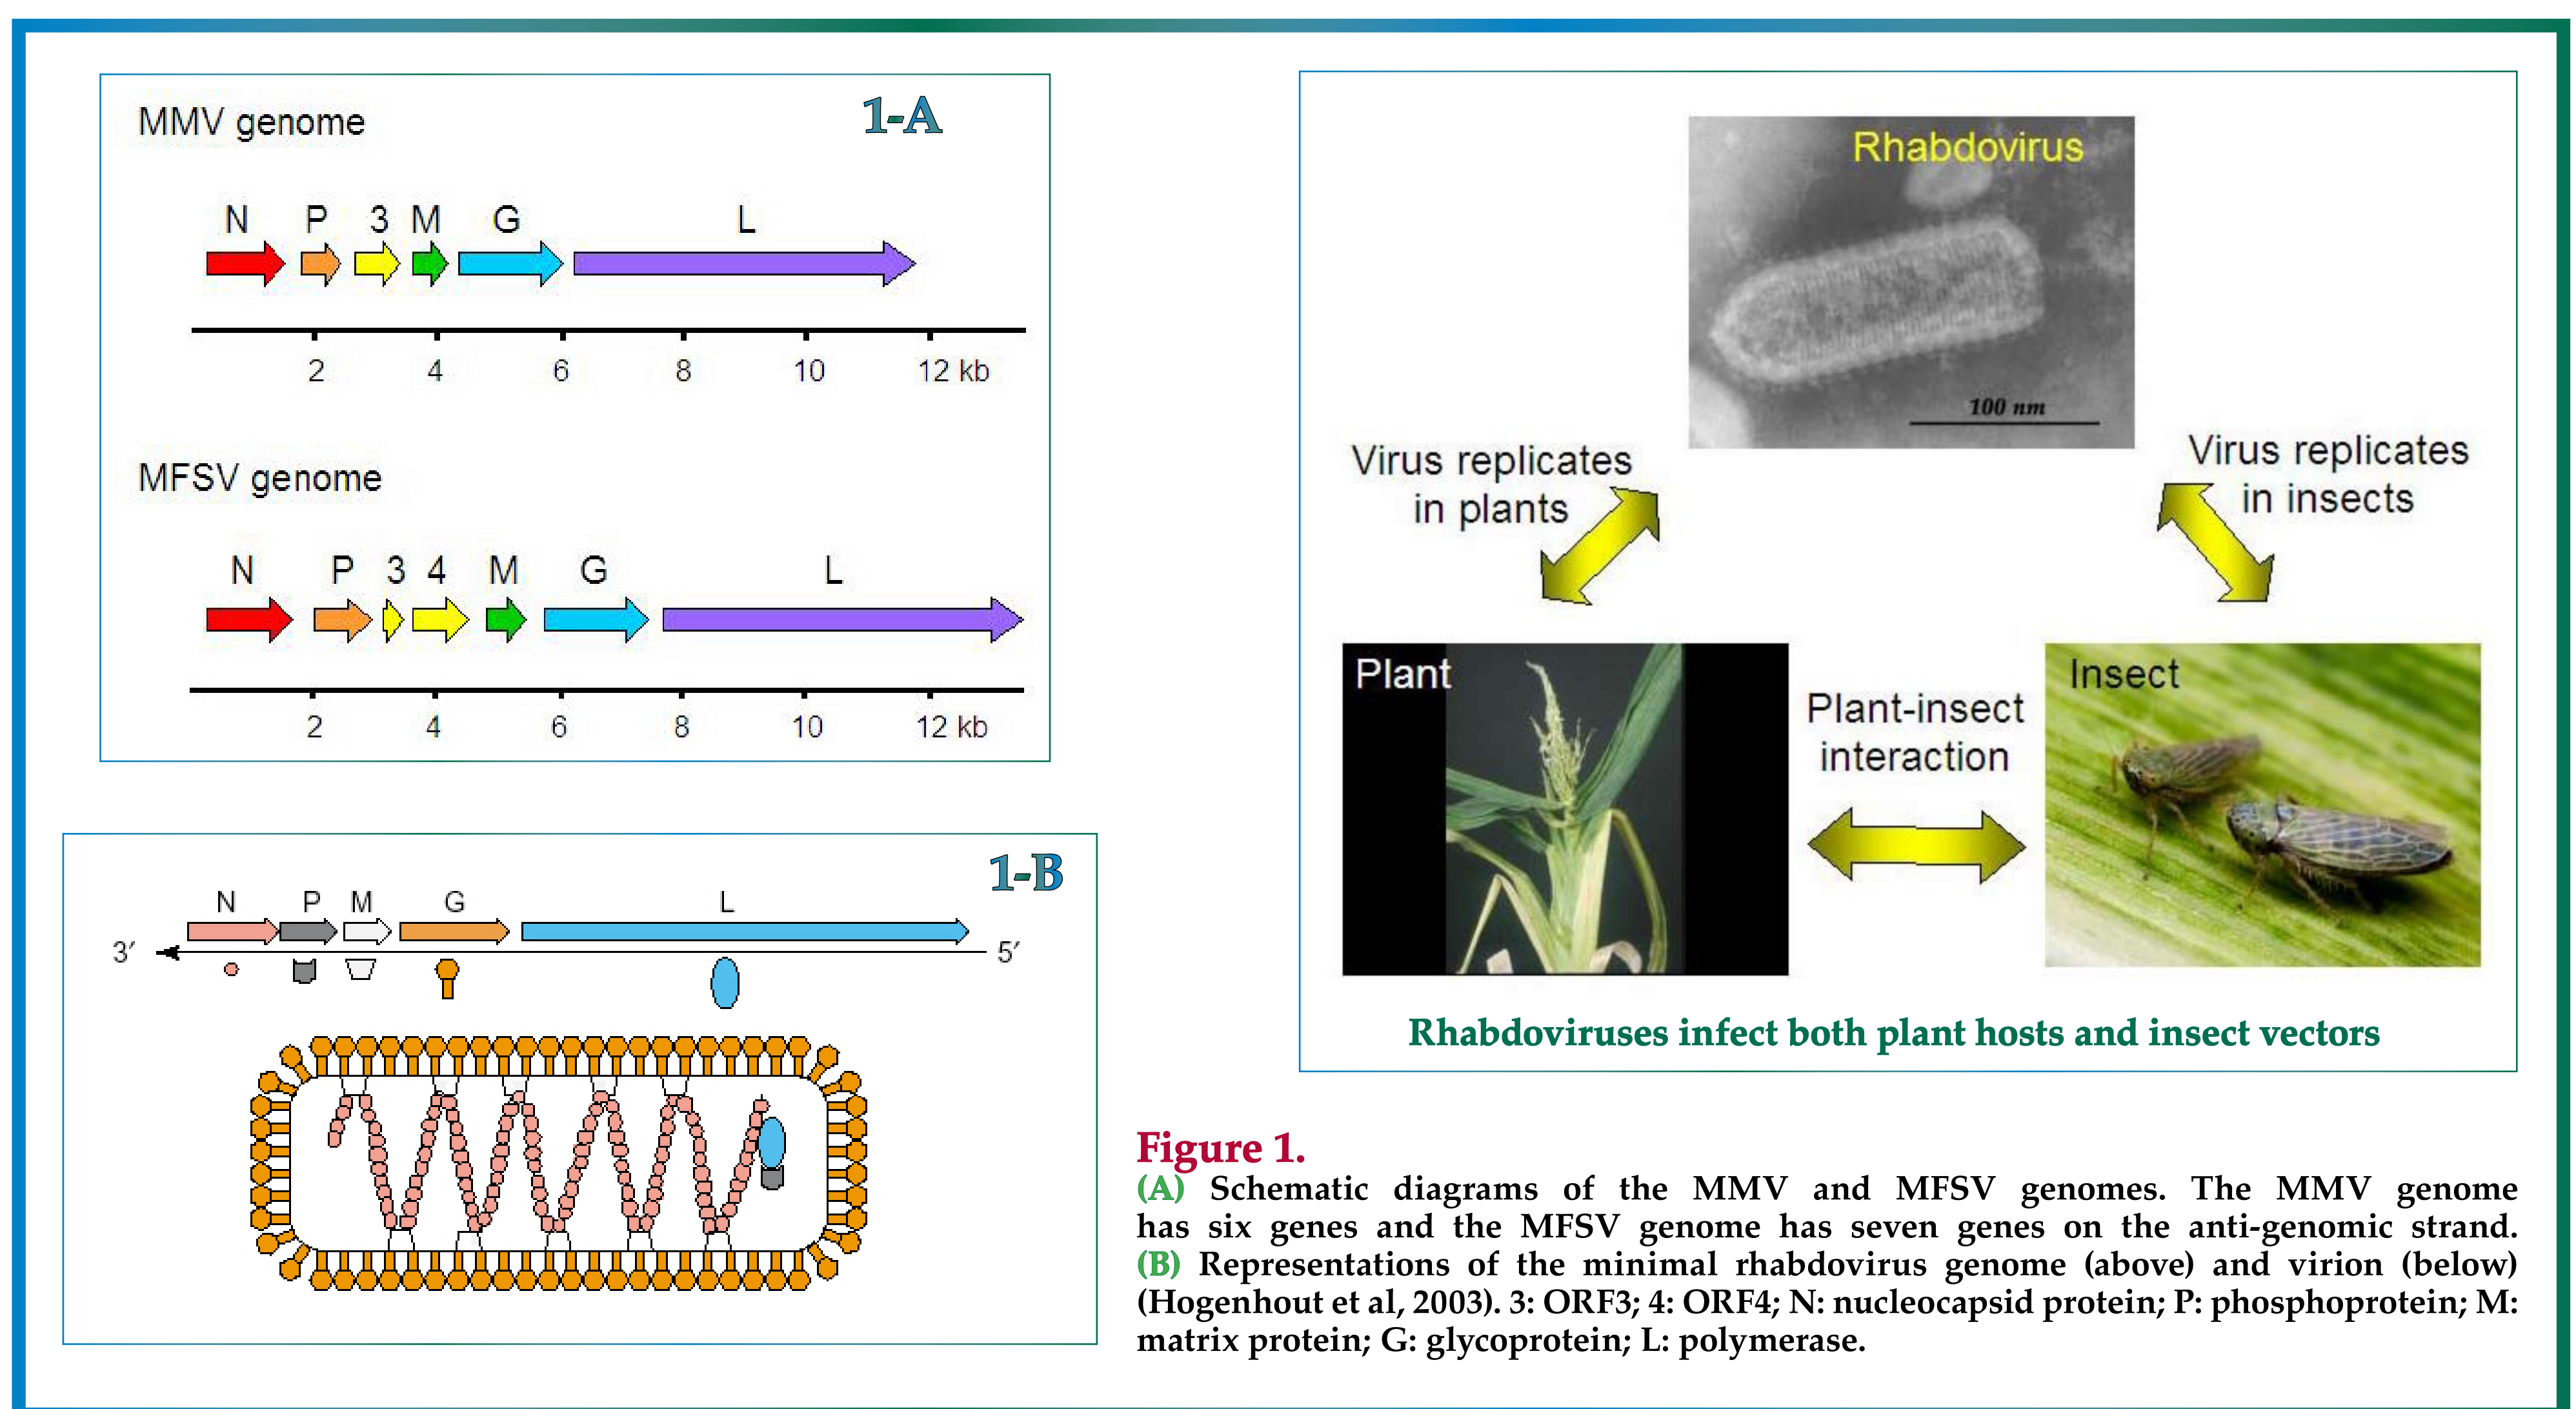 1-A
MMV genome
N P 3 M G L
2 4 6 8 10 12 kb
MFSV genome
N P 3 4 M G L
2 4 6 8 10 12 kb
1-B
N P M G L
3′ 5′
Rhabdovirus
100 nm
Virus replicates
in plants
Virus replicates
in insects
Plant
Plant-insect
interaction
Insect
Rhabdoviruses infect both plant hosts and insect vectors
Figure 1.
(A) Schematic diagrams of the MMV and MFSV genomes. The MMV genome
has six genes and the MFSV genome has seven genes on the anti-genomic strand.
(B) Representations of the minimal rhabdovirus genome (above) and virion (below)
(Hogenhout et al, 2003). 3: ORF3; 4: ORF4; N: nucleocapsid protein; P: phosphoprotein; M:
matrix protein; G: glycoprotein; L: polymerase.